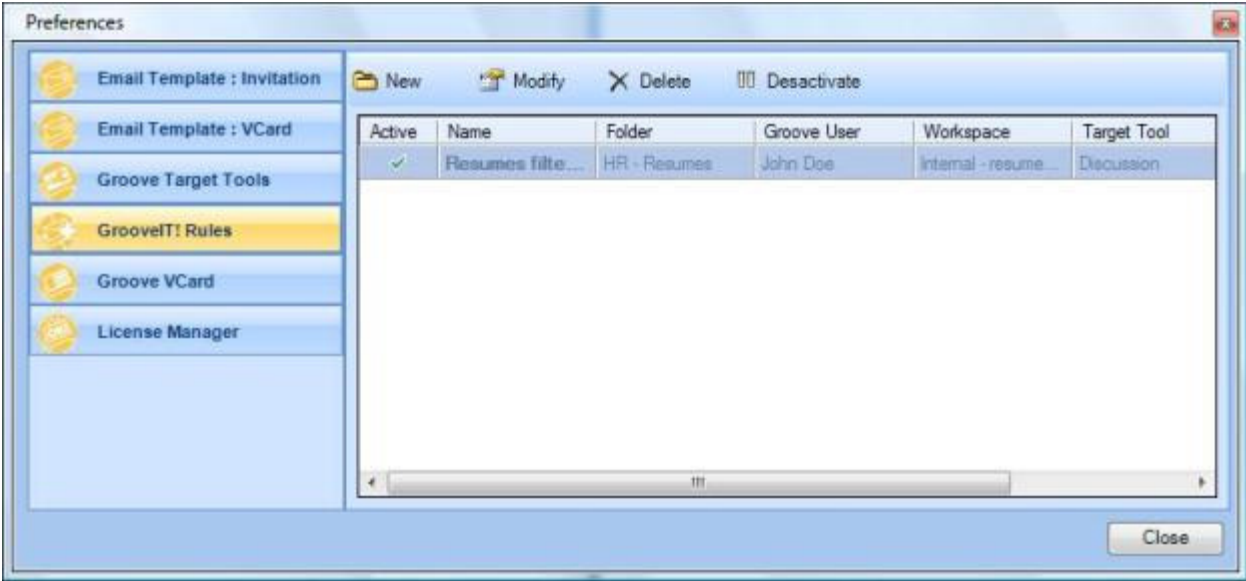 Preferences
Email Template : Invitation
Email Template : VCard
Groove Target Tools
GrooveIT! Rules
Groove VCard
License Manager
New Modify Delete Desactivate
Active Name Folder Groove User Workspace Target Tool
Resumes filte... HR - Resumes John Doe Internal - resume... Discussion
Close